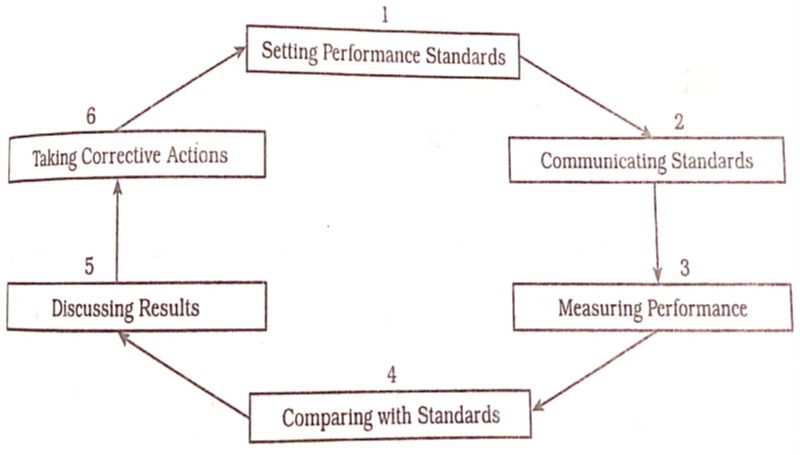 1
Setting Performance Standards
2
Communicating Standards
3
Measuring Performance
4
Comparing with Standards
5
Discussing Results
6
Taking Corrective Actions